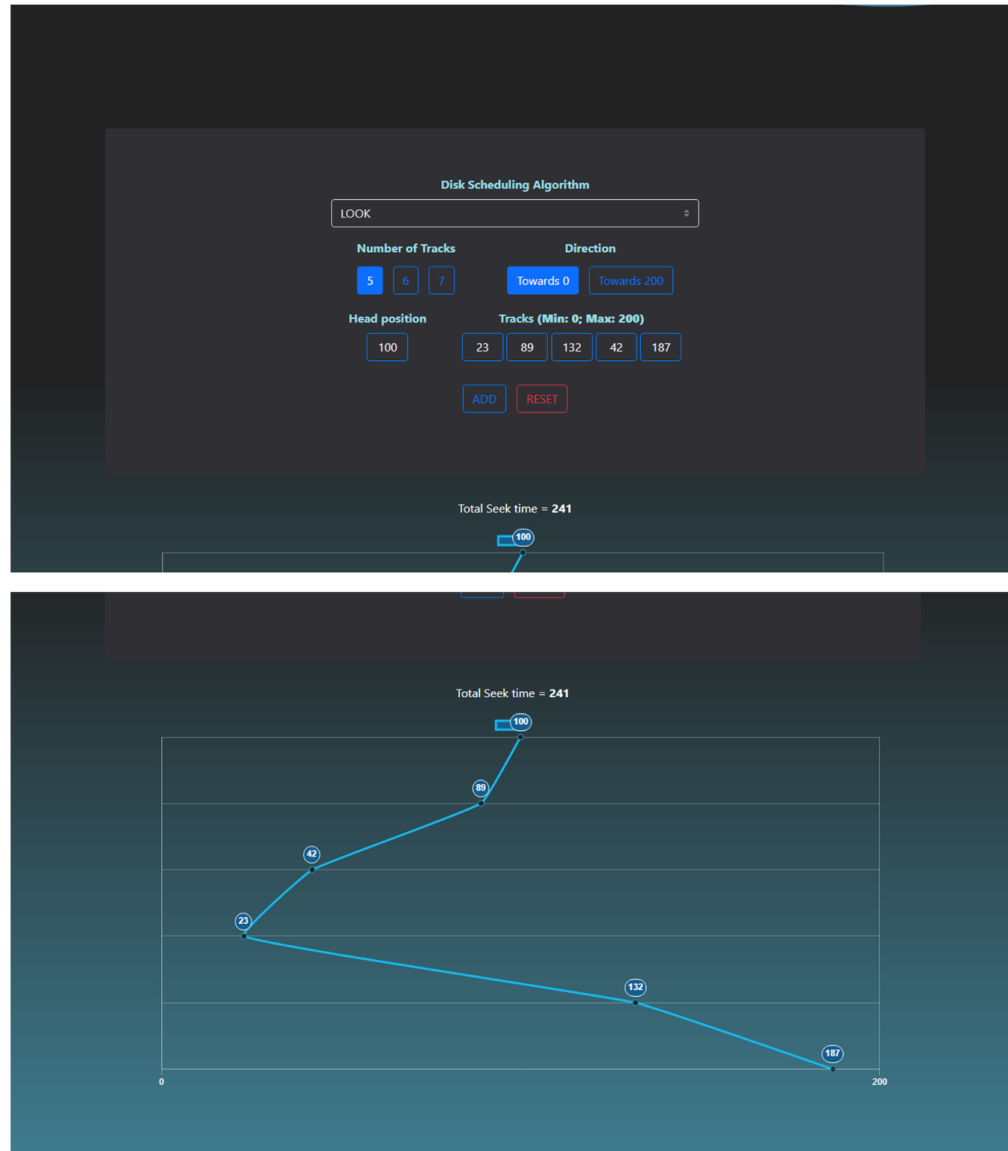 Disk Scheduling Algorithm
LOOK
Number of Tracks Direction
5 6 7 Towards 0 Towards 200
Head position Tracks (Min: 0; Max: 200)
100 23 89 132 42 187
ADD RESET
Total Seek time = 241
100
Total Seek time = 241
100
89
42
23
132
187
0 200